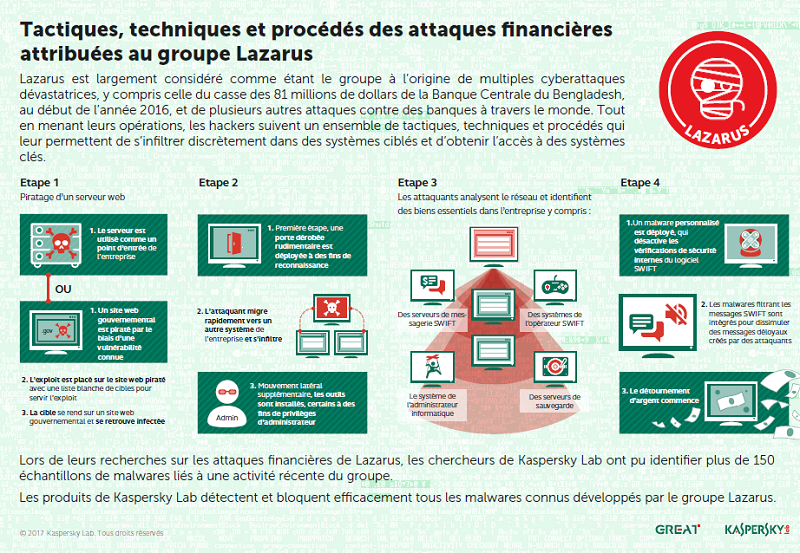 Tactiques, techniques et procédés des attaques financières
attribuées au groupe Lazarus
Lazarus est largement considéré comme étant le groupe à l'origine de multiples cyberattaques
dévastatrices, y compris celle du casse des 81 millions de dollars de la Banque Centrale du Bengladesh,
au début de l'année 2016, et de plusieurs autres attaques contre des banques à travers le monde. Tout
en menant leurs opérations, les hackers suivent un ensemble de tactiques, techniques et procédés qui
leur permettent de s'infiltrer discrètement dans des systèmes ciblés et d'obtenir l'accès à des systèmes
clés.
LAZARUS
Etape 1
Piratage d'un serveur web
1. Le serveur est
utilisé comme un
point d'entrée de
l'entreprise
OU
.gov
1. Un site web
gouvernemental
est piraté par le
biais d'une
vulnérabilité
connue
2. L'exploit est placé sur le site web piraté
avec une liste blanche de cibles pour
servir l'exploit
3. La cible se rend sur un site web
gouvernemental et se retrouve infectée
Etape 2
1. Première étape, une
porte dérobée
rudimentaire est
déployée à des fins de
reconnaissance
2. L'attaquant migre
rapidement vers un
autre système de
l'entreprise et s'infiltre
Admin
3. Mouvement latéral
supplémentaire, les outils
sont installés, certains à des
fins de privilèges
d'administrateur
Etape 3
Les attaquants analysent le réseau et identifient
des biens essentiels dans l'entreprise y compris :
Des serveurs de mes-
sagerie SWIFT
Des systèmes de
l'opérateur SWIFT
Le système de
l'administrateur
informatique
Des serveurs de
sauvegarde
Etape 4
1.Un malware personnalisé
est déployé, qui
désactive les
vérifications de sécurité
internes du logiciel
SWIFT
2. Les malwares filtrant les
messages SWIFT sont
intégrés pour dissimuler
des messages déloyaux
créés par des attaquants
3. Le détournement
d'argent commence
Lors de leurs recherches sur les attaques financières de Lazarus, les chercheurs de Kaspersky Lab ont pu identifier plus de 150
échantillons de malwares liés à une activité récente du groupe.
Les produits de Kaspersky Lab détectent et bloquent efficacement tous les malwares connus développés par le groupe Lazarus.
© 2017 Kaspersky Lab. Tous droits réservés
GREAT
KASPERSKY lab